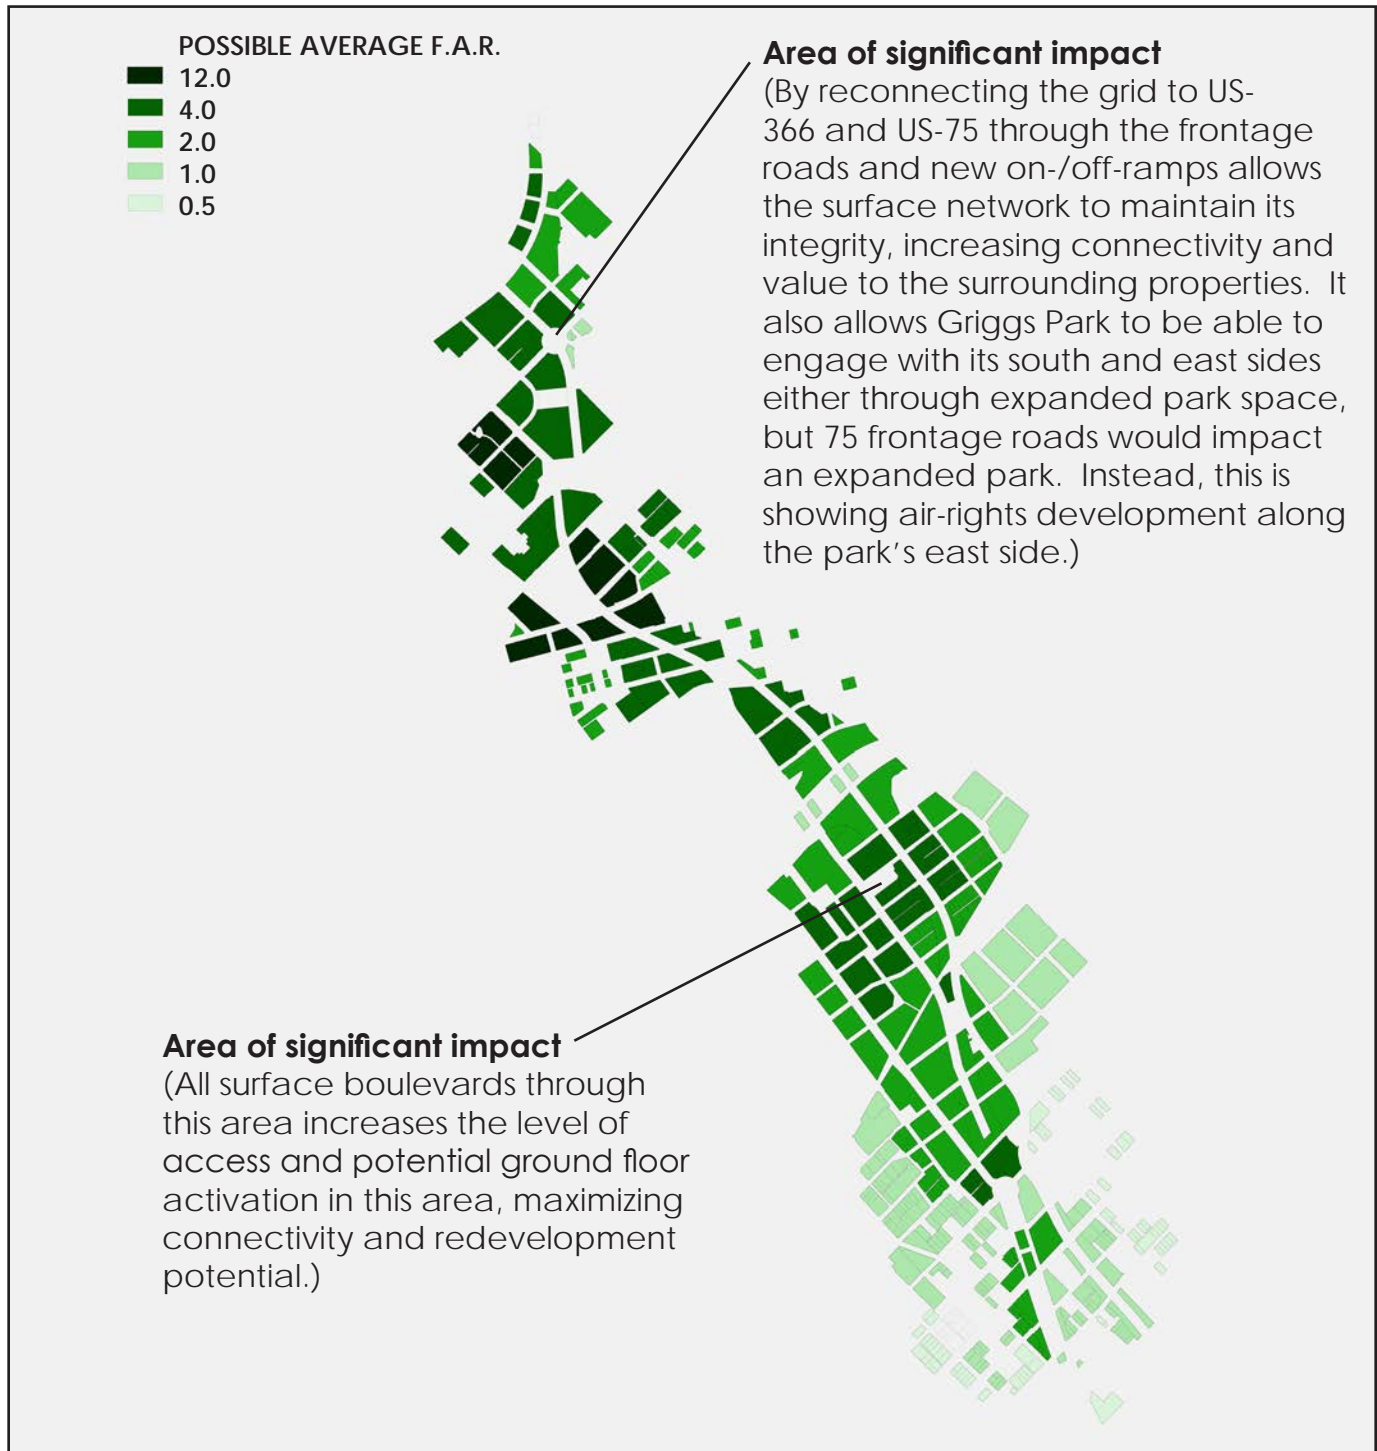 POSSIBLE AVERAGE F.A.R.
12.0
4.0
2.0
1.0
0.5
Area of significant impact
(By reconnecting the grid to US-
366 and US-75 through the frontage
roads and new on-/off-ramps allows
the surface network to maintain its
integrity, increasing connectivity and
value to the surrounding properties.  It
also allows Griggs Park to be able to
engage with its south and east sides
either through expanded park space,
but 75 frontage roads would impact
an expanded park.  Instead, this is
showing air-rights development along
the park's east side.)
Area of significant impact
(All surface boulevards through
this area increases the level of
access and potential ground floor
activation in this area, maximizing
connectivity and redevelopment
potential.)